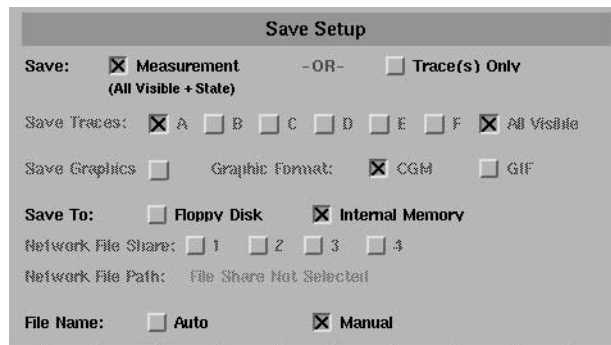 Save Setup
Save: Measurement -OR- Trace(s) Only
(All Visible + State)
Save Traces: A B C D E F All Visible
Save Graphics Graphic Format: CGM GIF
Save To: Floppy Disk Internal Memory
Network File Share: 1 2 3 4
Network File Path: File Share Not Selected
File Name: Auto Manual